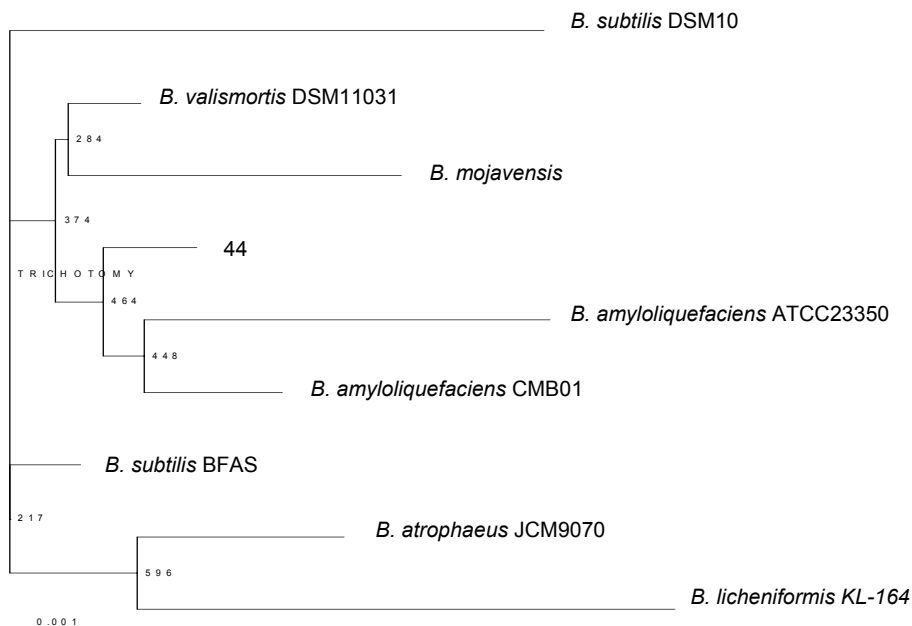 B. subtilis DSM10
B. valismortis DSM11031
284
B. mojavensis
374
44
TRICHOTOMY
464
B. amyloliquefaciens ATCC23350
448
B. amyloliquefaciens CMB01
B. subtilis BFAS
217
B. atrophaeus JCM9070
596
B. licheniformis KL-164
0.001